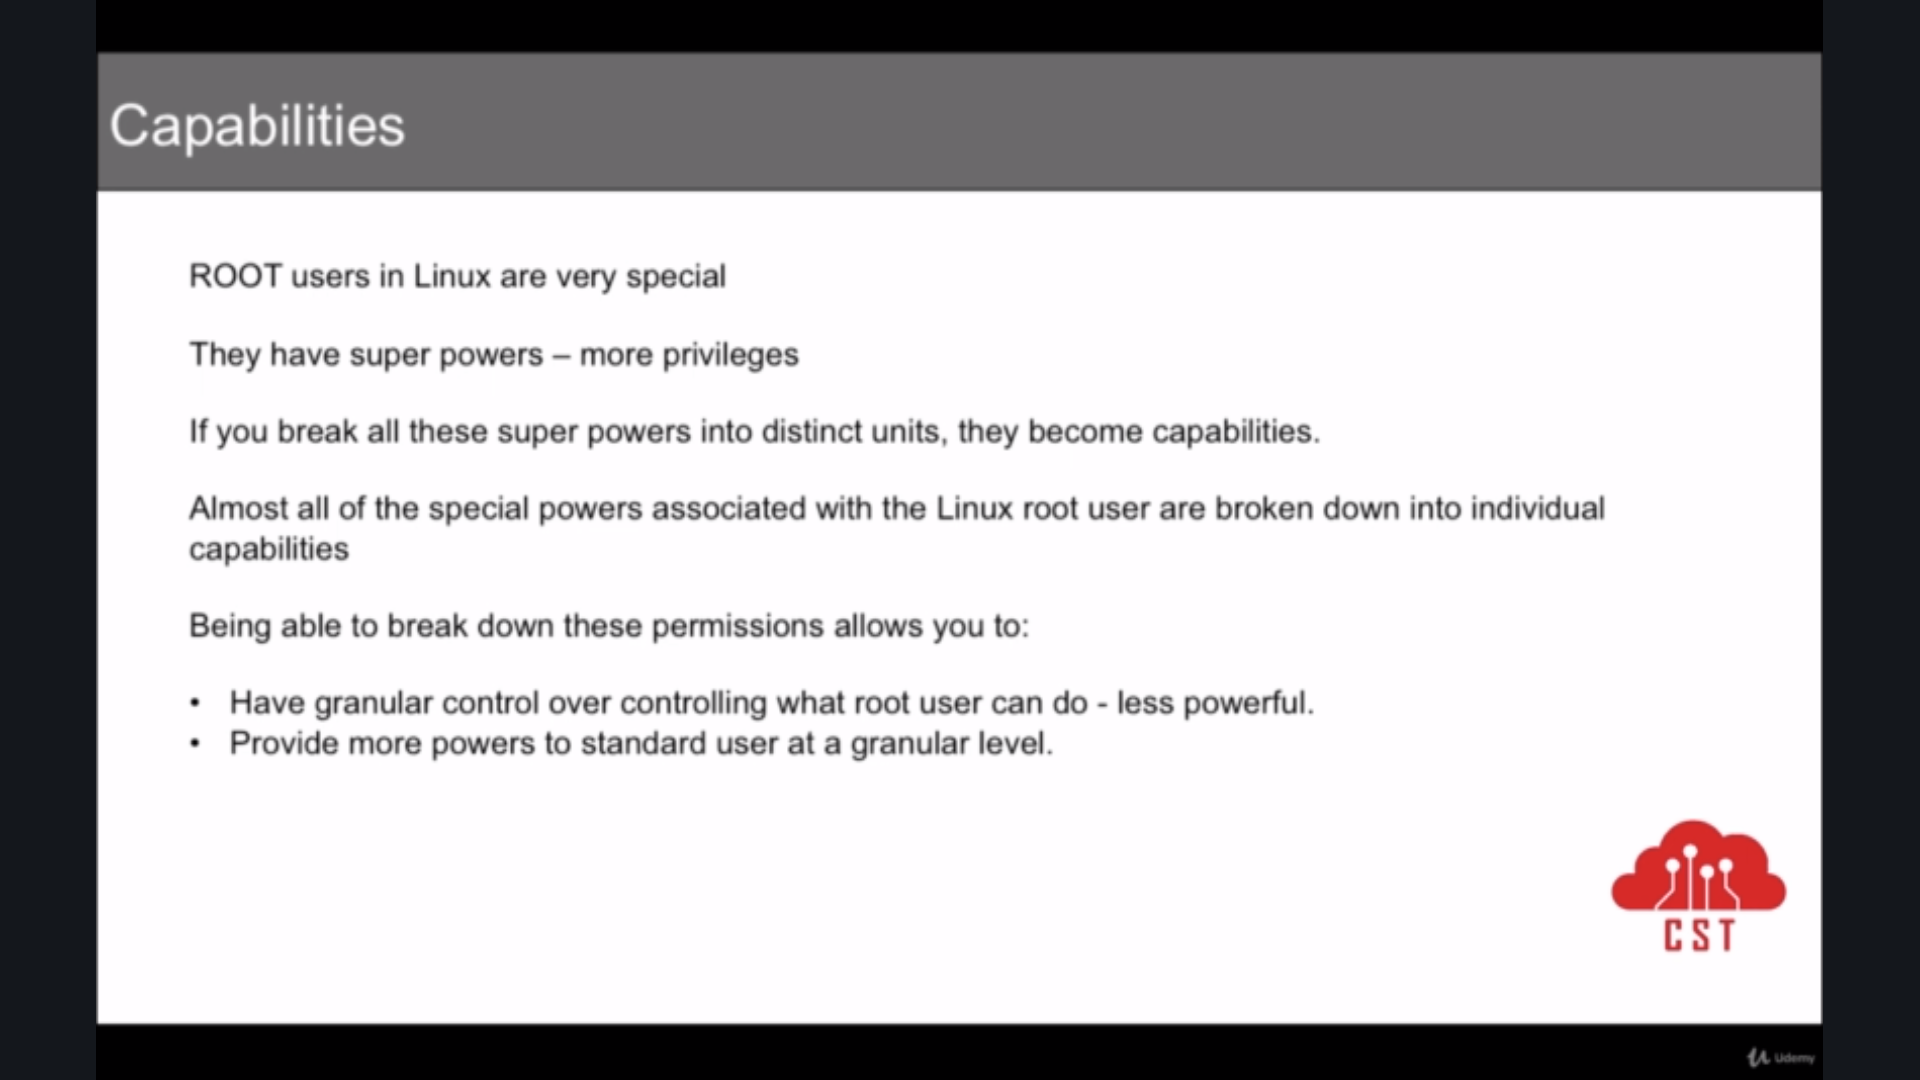 Capabilities
ROOT users in Linux are very special
They have super powers – more privileges
If you break all these super powers into distinct units, they become capabilities.
Almost all of the special powers associated with the Linux root user are broken down into individual
capabilities
Being able to break down these permissions allows you to:
• Have granular control over controlling what root user can do - less powerful.
• Provide more powers to standard user at a granular level.
CST
Udemy